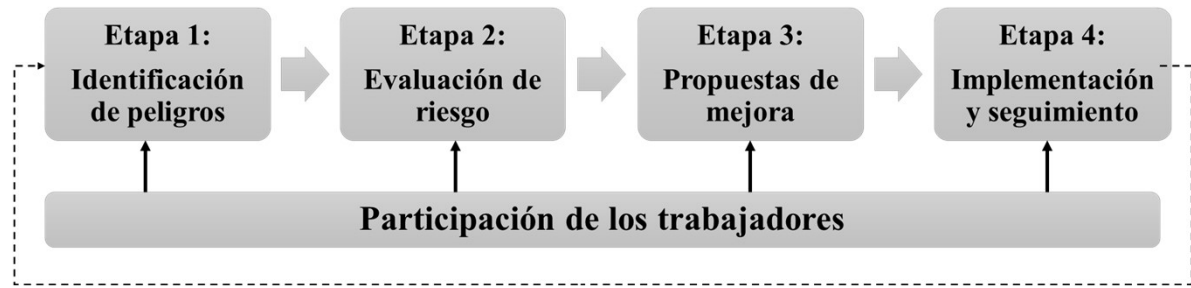 Etapa 1:
Identificación
de peligros
Etapa 2:
Evaluación de
riesgo
Etapa 3:
Propuestas de
mejora
Etapa 4:
Implementación
y seguimiento
Participación de los trabajadores